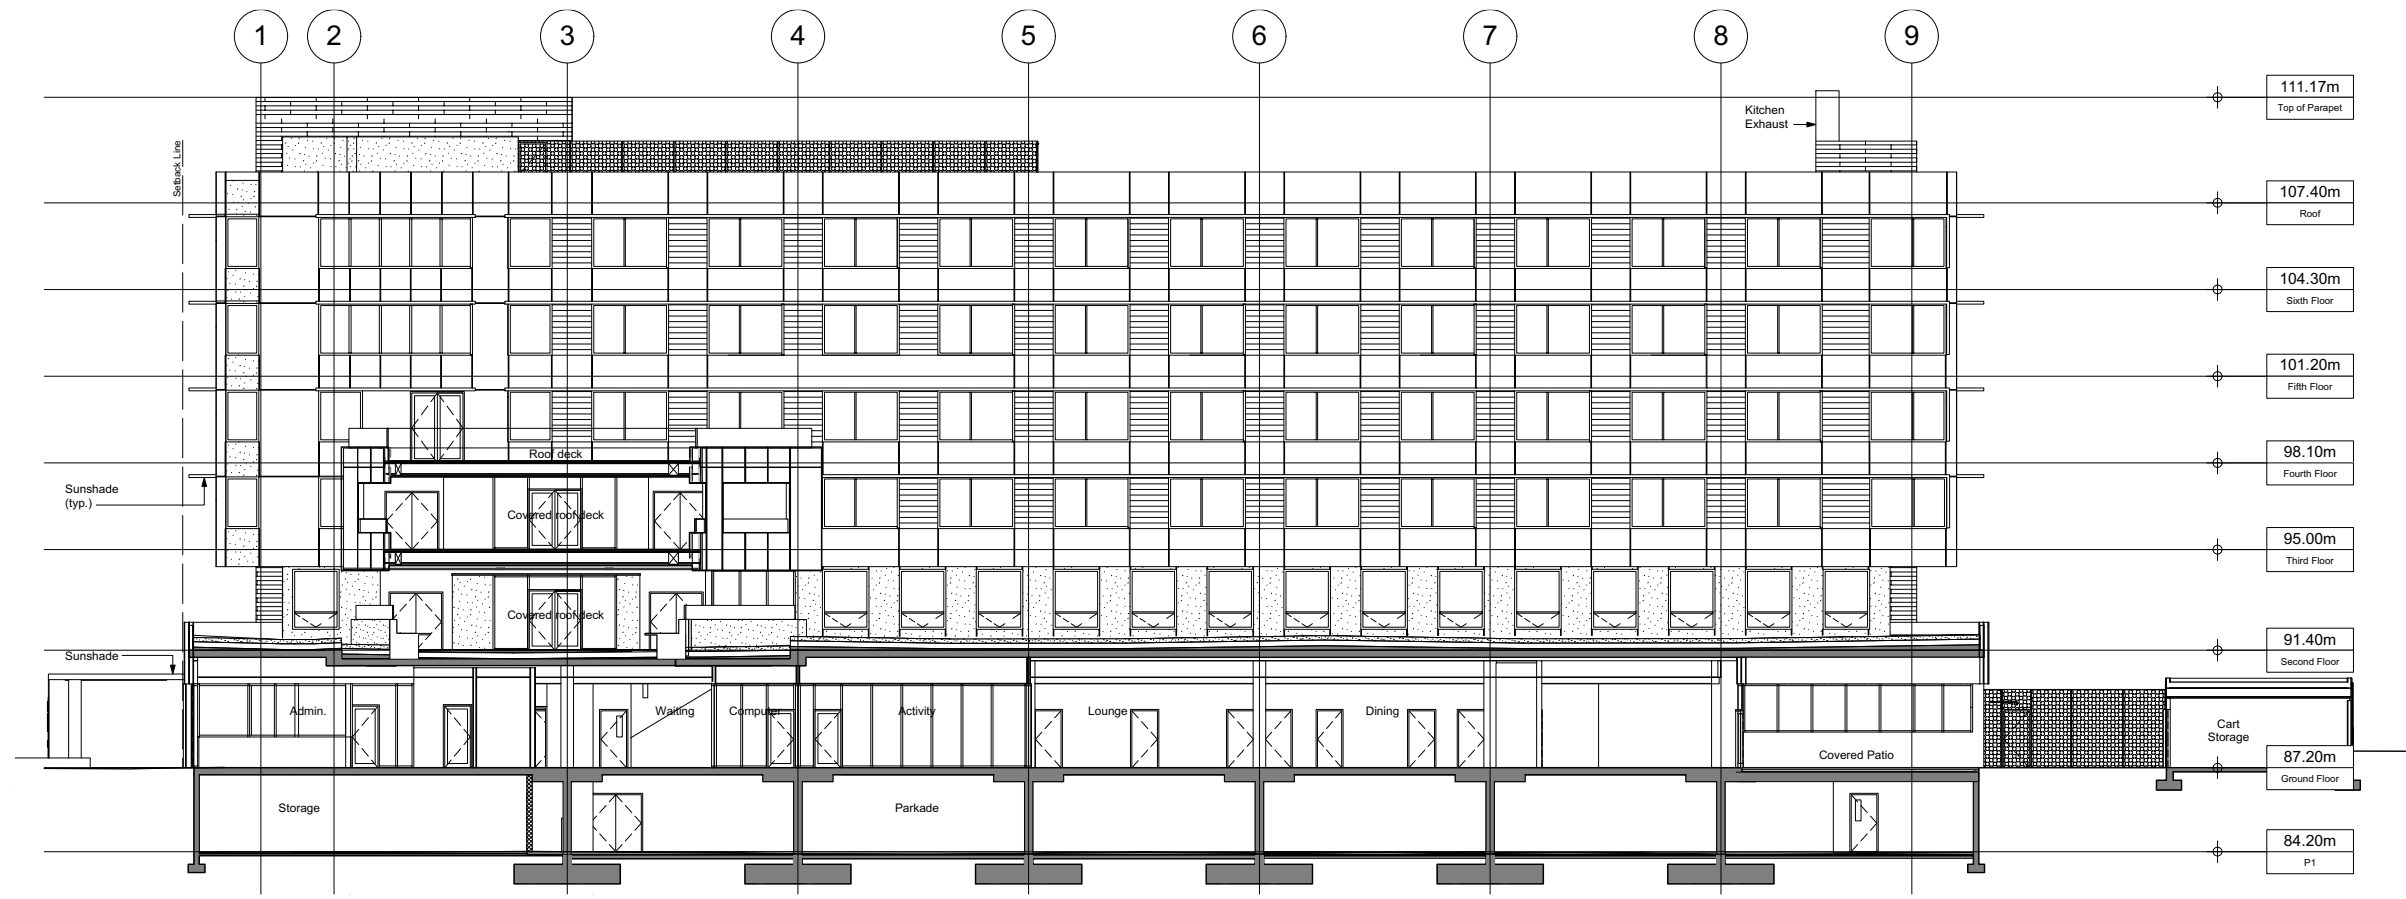 1 2 3 4 5 6 7 8 9
111.17m
Top of Parapet
Kitchen
Exhaust
Setback Line
107.40m
Roof
104.30m
Sixth Floor
101.20m
Fifth Floor
98.10m
Fourth Floor
Roof deck
Sunshade
(typ.)
Covered roof deck
95.00m
Third Floor
Covered roof deck
91.40m
Second Floor
Sunshade
Admin.
Waiting
Computer
Activity
Lounge
Dining
Covered Patio
Cart
Storage
87.20m
Ground Floor
Storage
Parkade
84.20m
P1